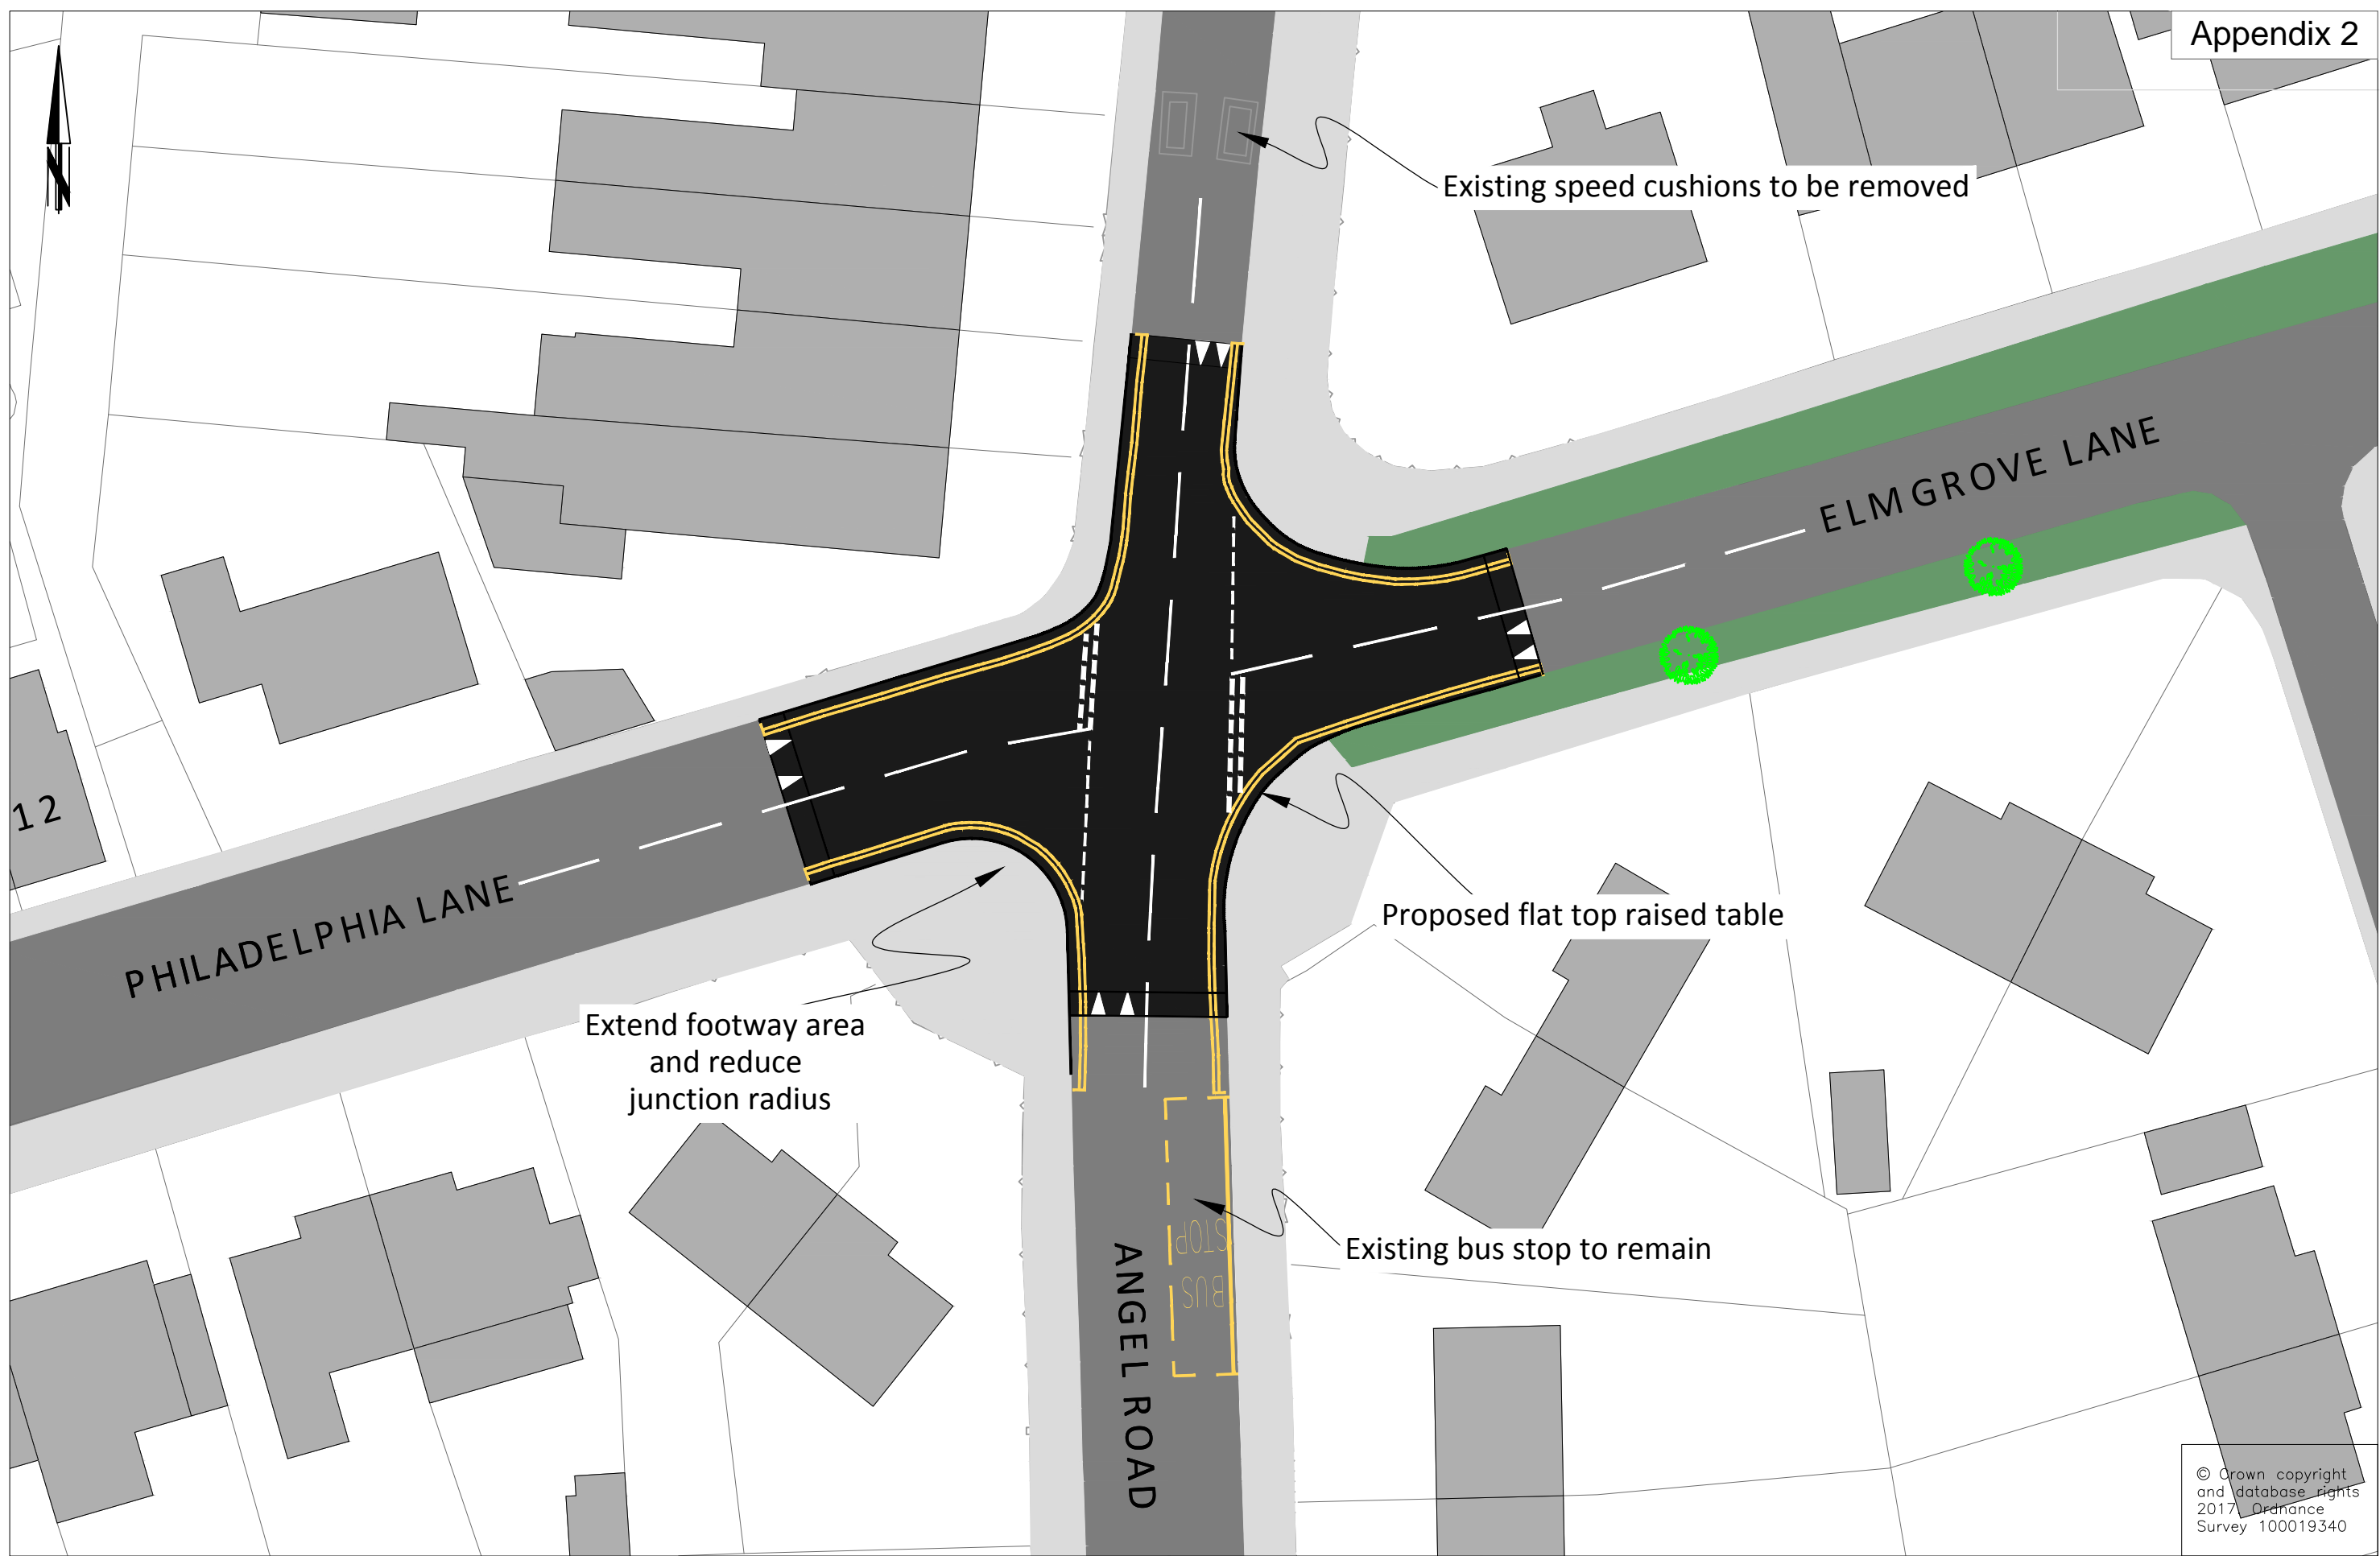 Appendix 2
N
Existing speed cushions to be removed
ELMGROVE LANE
12
PHILADELPHIA LANE
Proposed flat top raised table
Extend footway area
and reduce
junction radius
Existing bus stop to remain
BUS
STOP
ANGEL ROAD
© Crown copyright
and database rights
2017 Ordnance
Survey 100019340